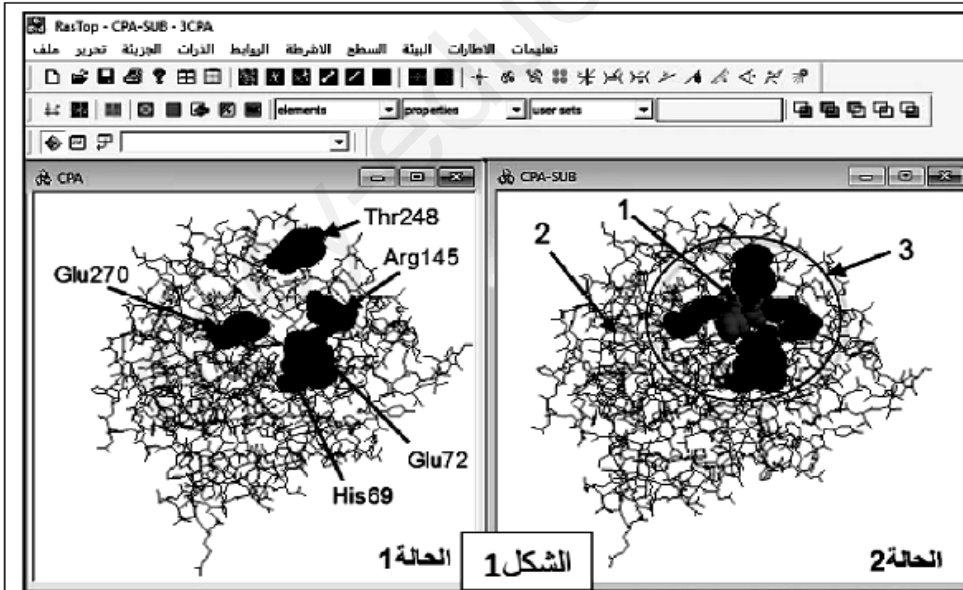 RasTop - CPA-SUB - 3CPA
ملف تحرير الجزيئة الذرات الروابط الاشرطة السطح البيئة الاطارات تعليمات
elements properties user sets
CPA
Thr248
Arg145
Glu270
Glu72
His69
الحالة1
CPA-SUB
1
2
3
الحالة2
الشكل1